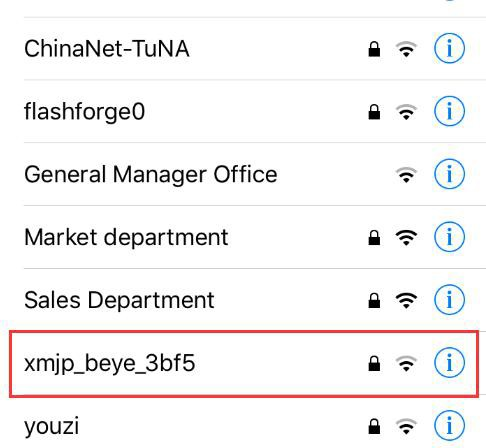 ChinaNet-TuNA
flashforge0
General Manager Office
Market department
Sales Department
xmjp_beye_3bf5
youzi